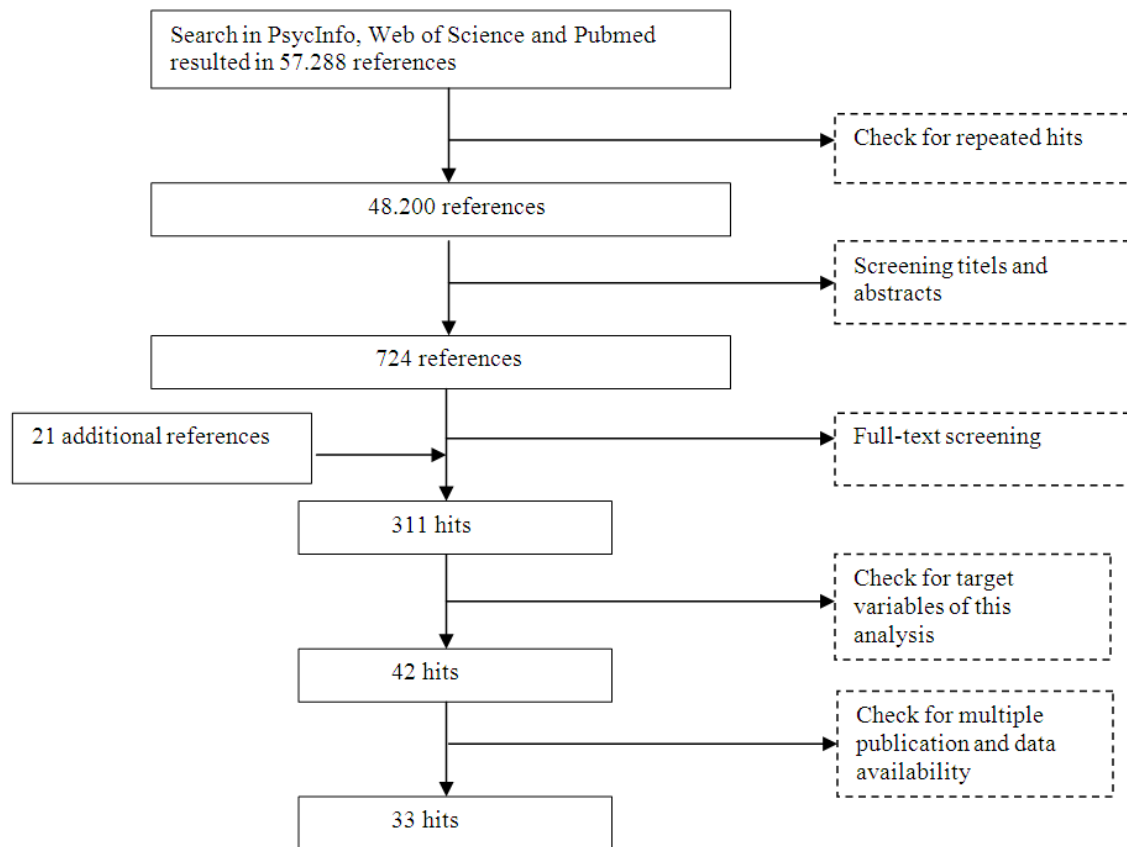 Search in PsycInfo, Web of Science and Pubmed
resulted in 57.288 references
Check for repeated hits
48.200 references
Screening titels and
abstracts
724 references
21 additional references
Full-text screening
311 hits
Check for target
variables of this
analysis
42 hits
Check for multiple
publication and data
availability
33 hits